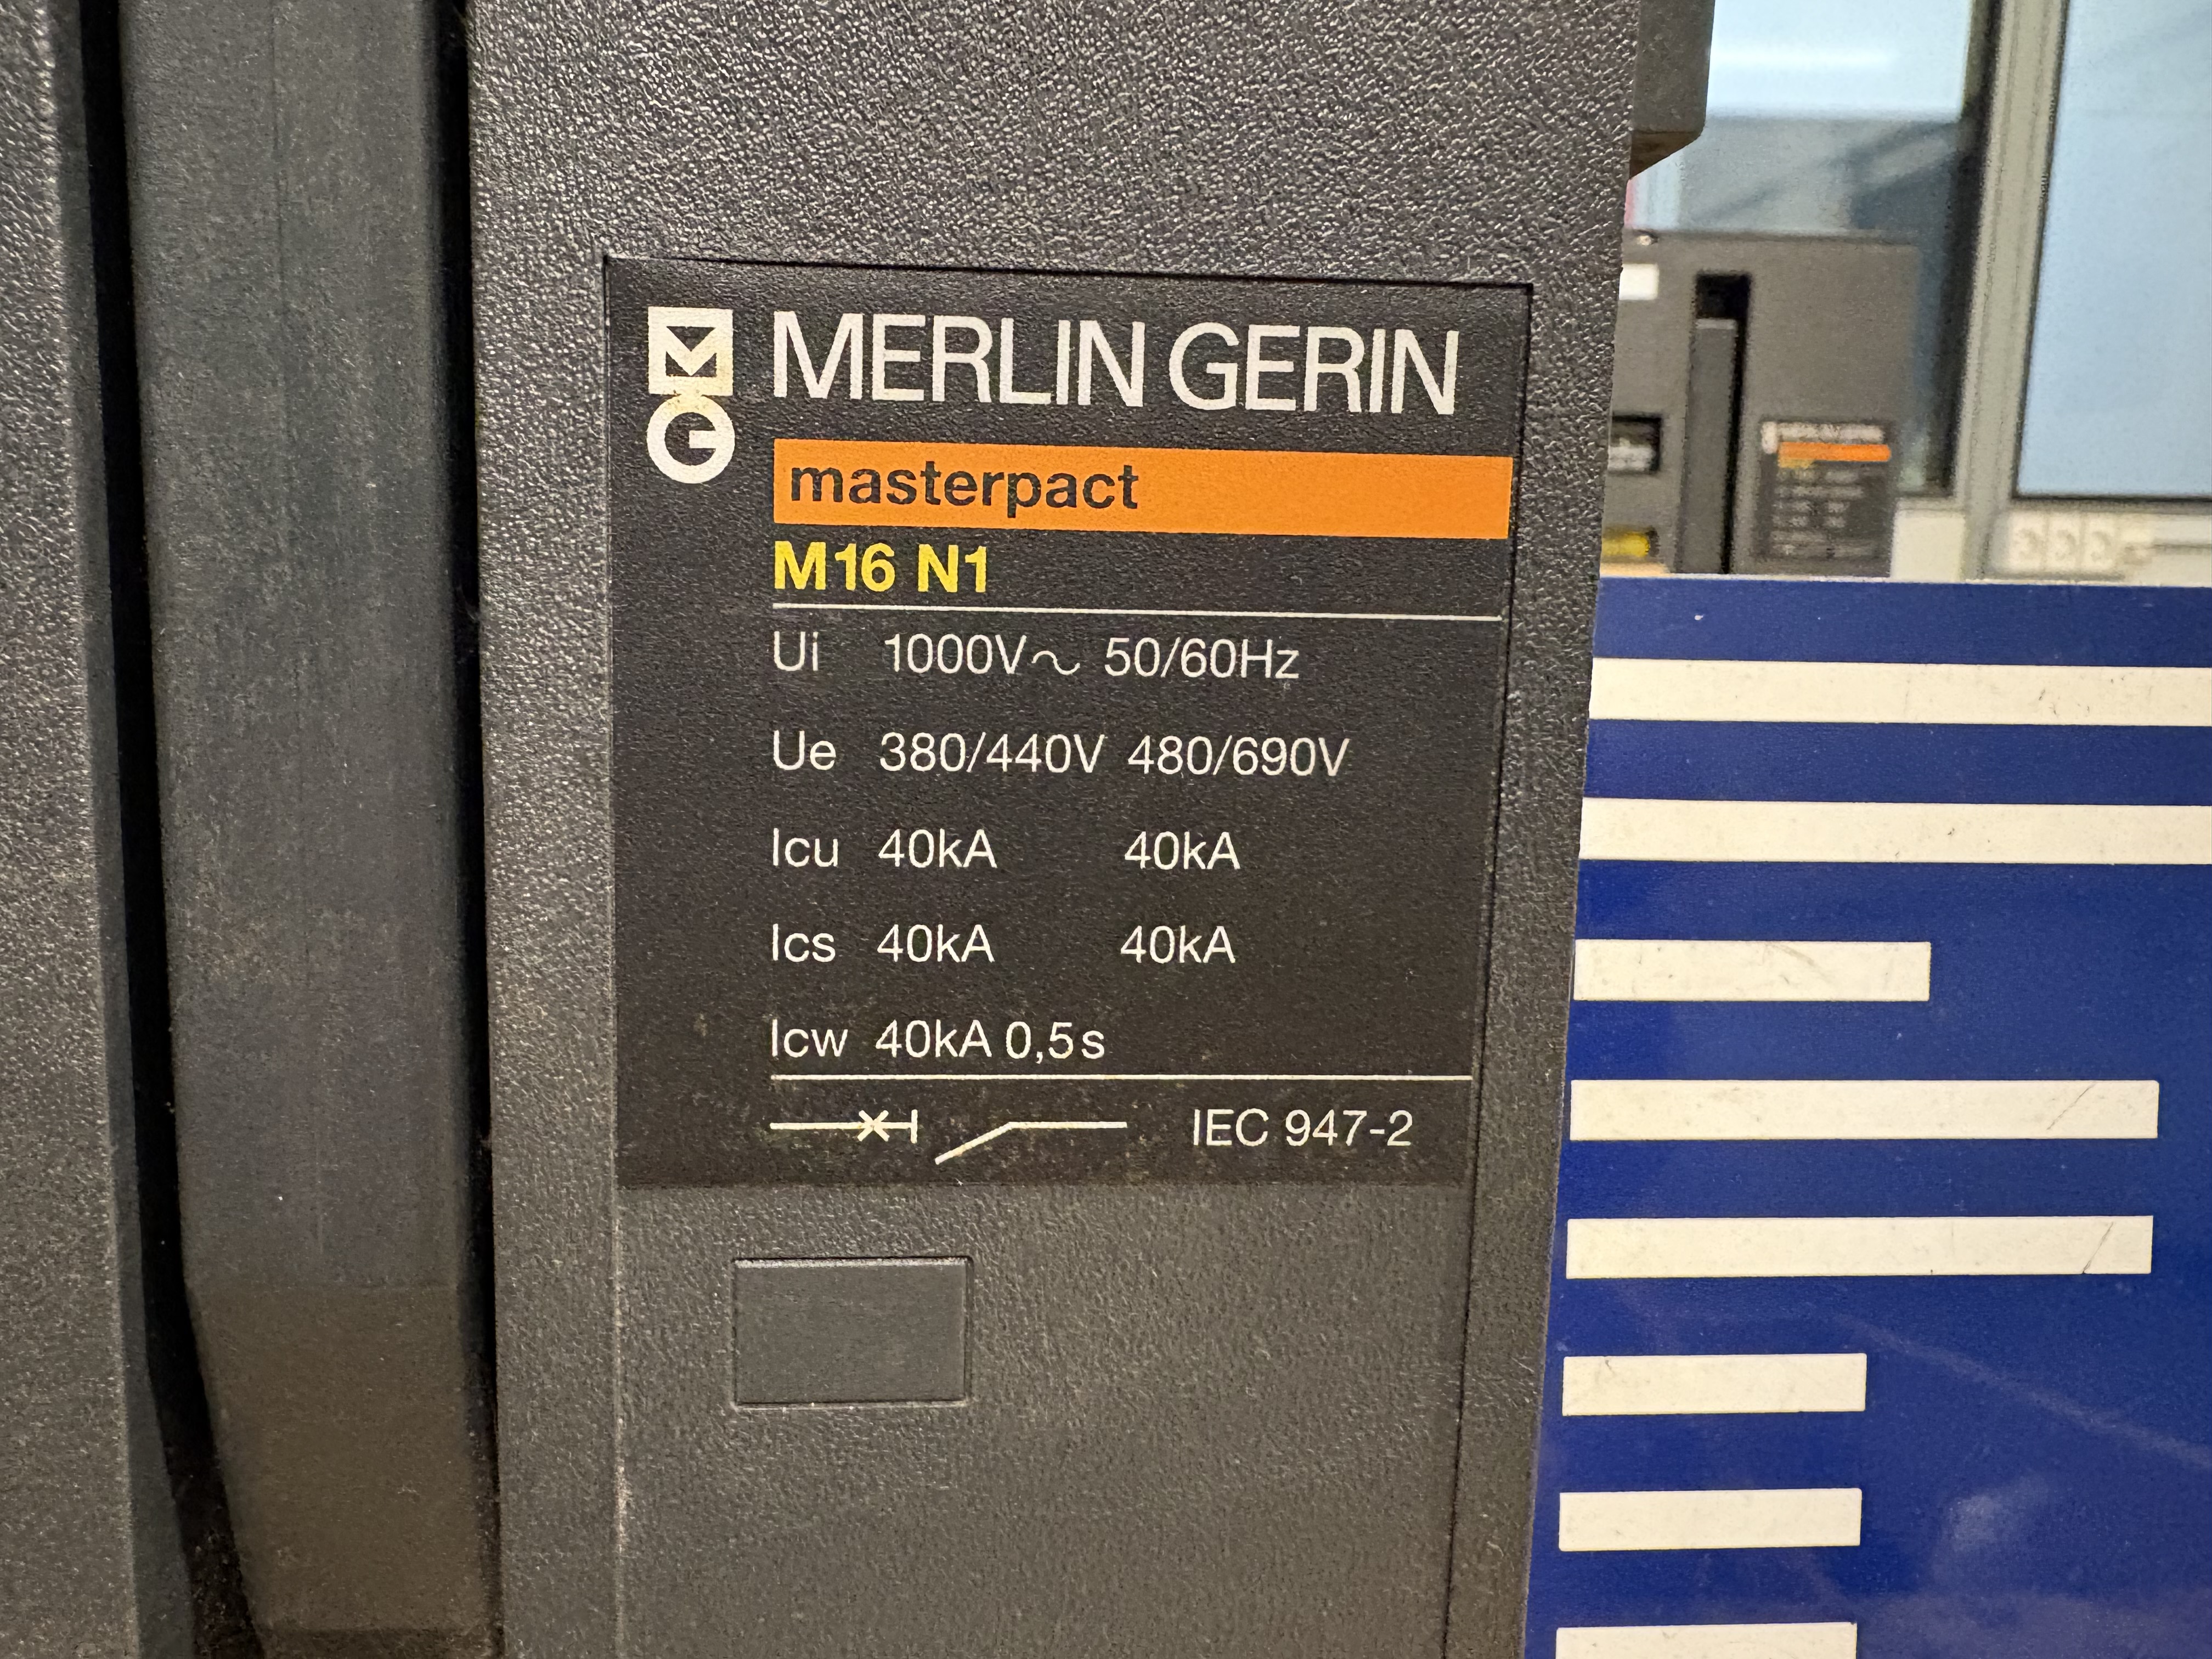 MG MERLIN GERIN
masterpact
M16 N1
Ui 1000V~ 50/60Hz
Ue 380/440V 480/690V
Icu 40kA 40kA
Ics 40kA 40kA
Icw 40kA 0,5s
IEC 947-2